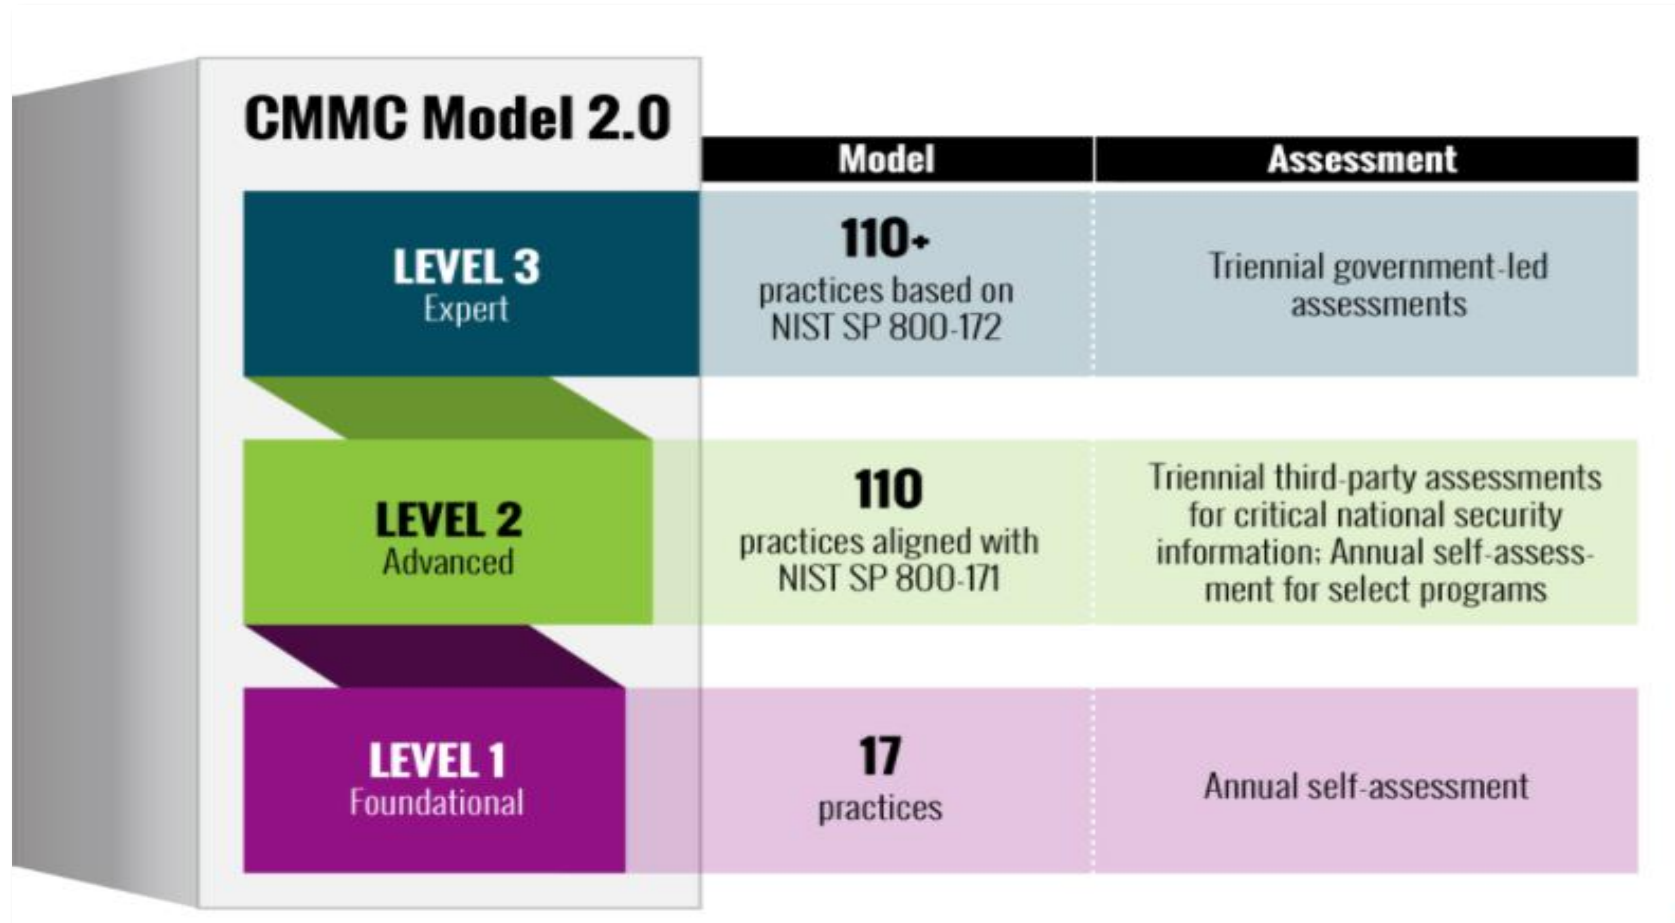 CMMC Model 2.0
Model
Assessment
LEVEL 3
Expert
110+
practices based on
NIST SP 800-172
Triennial government-led
assessments
LEVEL 2
Advanced
110
practices aligned with
NIST SP 800-171
Triennial third-party assessments
for critical national security
information; Annual self-assess-
ment for select programs
LEVEL 1
Foundational
17
practices
Annual self-assessment